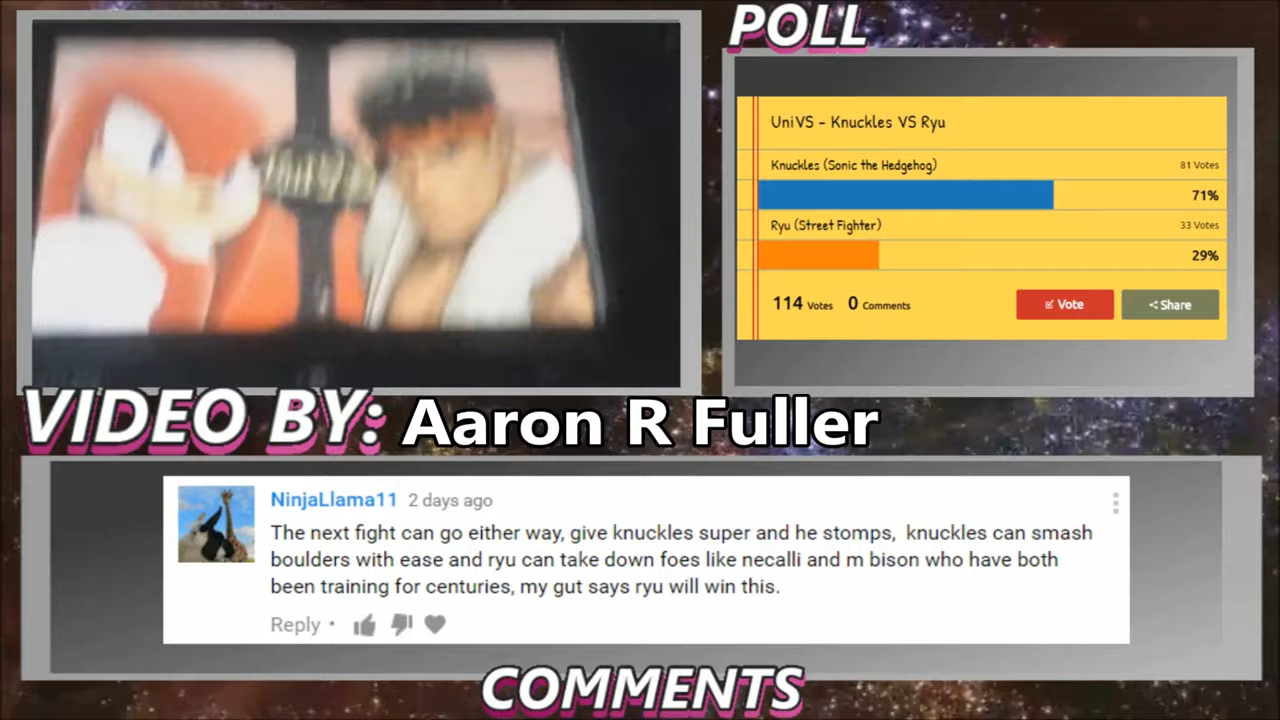 POLL
UniVS
UniVS - Knuckles VS Ryu
Knuckles (Sonic the Hedgehog) 81 Votes
71%
Ryu (Street Fighter) 33 Votes
29%
114 Votes 0 Comments Vote Share
VIDEO BY: Aaron R Fuller
NinjaLlama11 2 days ago
The next fight can go either way, give knuckles super and he stomps, knuckles can smash
boulders with ease and ryu can take down foes like necalli and m bison who have both
been training for centuries, my gut says ryu will win this.
Reply •
COMMENTS